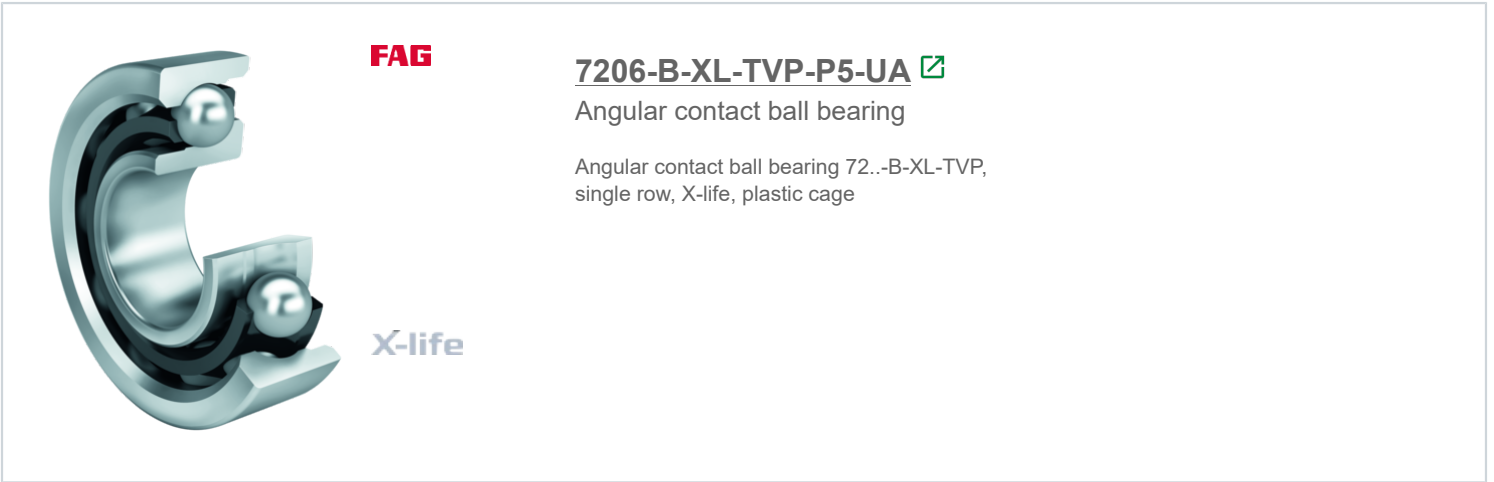 FAG
7206-B-XL-TVP-P5-UA
Angular contact ball bearing
Angular contact ball bearing 72..-B-XL-TVP,
single row, X-life, plastic cage
X-life